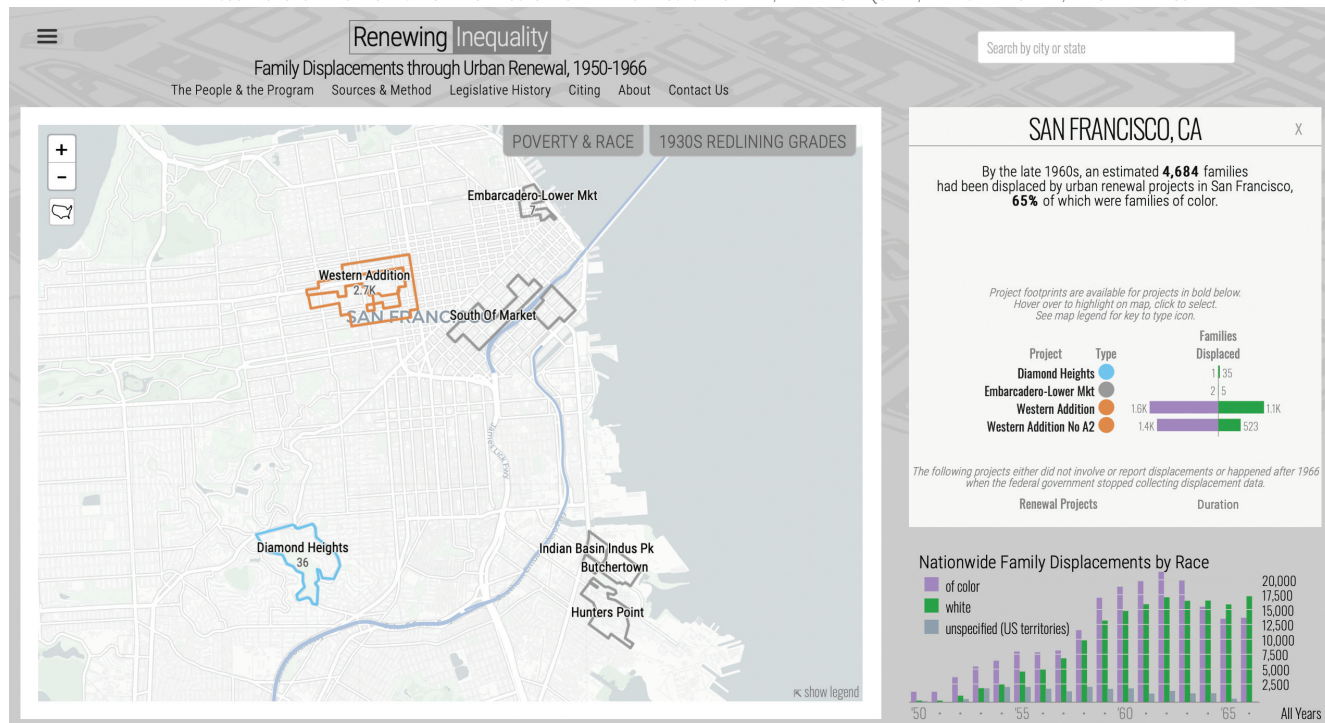 Renewing Inequality
Family Displacements through Urban Renewal, 1950-1966
The People & the Program Sources & Method Legislative History Citing About Contact Us
Search by city or state
+
−
POVERTY & RACE
1930S REDLINING GRADES
Embarcadero-Lower Mkt
7
Western Addition
2.7K
SAN FRANCISCO
South Of Market
James Lick Fwy
Diamond Heights
36
Indian Basin Indus Pk
Butchertown
Hunters Point
show legend
SAN FRANCISCO, CA X
By the late 1960s, an estimated 4,684 families
had been displaced by urban renewal projects in San Francisco,
65% of which were families of color.
Project footprints are available for projects in bold below.
Hover over to highlight on map, click to select.
See map legend for key to type icon.
Families
Project Type Displaced
Diamond Heights 1 35
Embarcadero-Lower Mkt 2 5
Western Addition 1.6K 1.1K
Western Addition No A2 1.4K 523
The following projects either did not involve or report displacements or happened after 1966
when the federal government stopped collecting displacement data.
Renewal Projects Duration
Nationwide Family Displacements by Race
of color
white
unspecified (US territories)
20,000
17,500
15,000
12,500
10,000
7,500
5,000
2,500
'50 '55 '60 '65 All Years